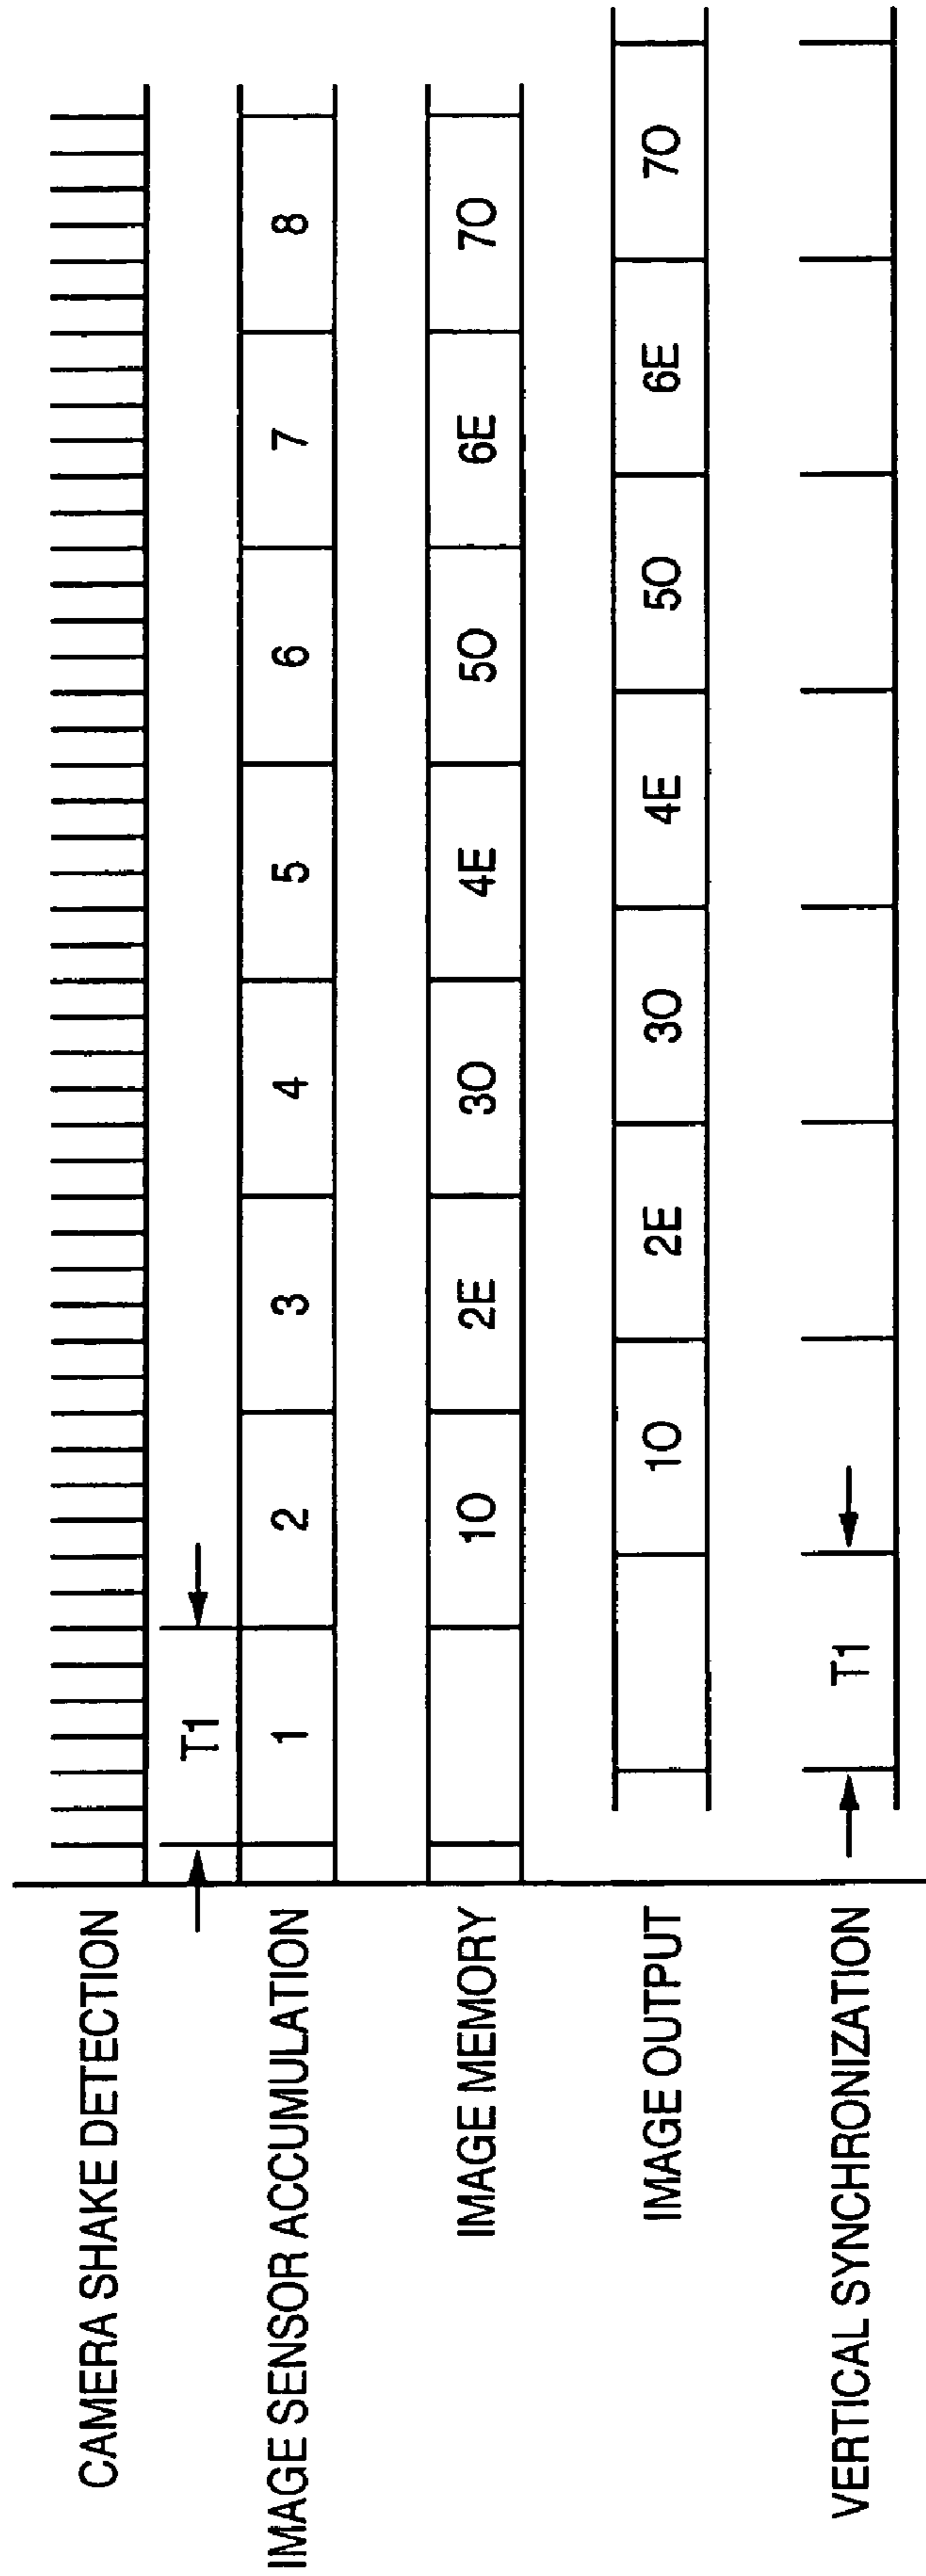 CAMERA SHAKE DETECTION
T1
IMAGE SENSOR ACCUMULATION 1 2 3 4 5 6 7 8
IMAGE MEMORY 1O 2E 3O 4E 5O 6E 7O
IMAGE OUTPUT 1O 2E 3O 4E 5O 6E 7O
VERTICAL SYNCHRONIZATION T1